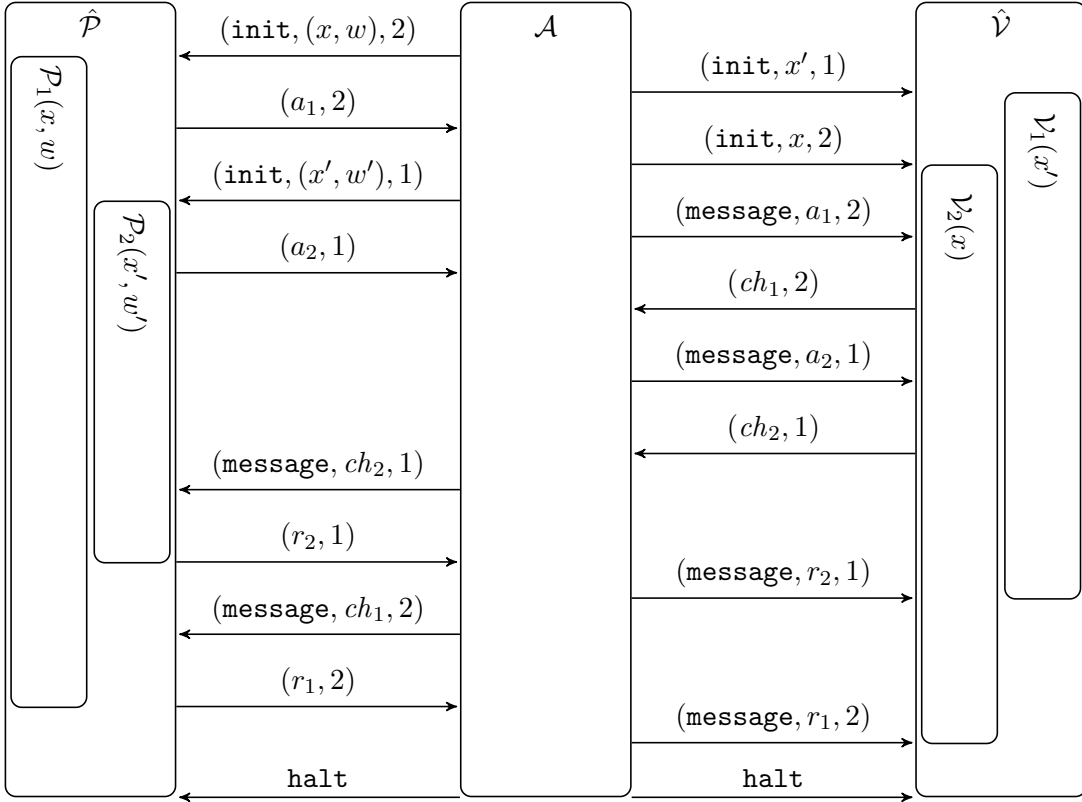 𝒫̂
𝒜
𝒱̂
(init, (x, w), 2)
(init, x′, 1)
(a₁, 2)
(init, x, 2)
(init, (x′, w′), 1)
(message, a₁, 2)
(a₂, 1)
(ch₁, 2)
(message, a₂, 1)
(ch₂, 1)
(message, ch₂, 1)
(r₂, 1)
(message, r₂, 1)
(message, ch₁, 2)
(r₁, 2)
(message, r₁, 2)
halt
halt
𝒫₁(x, w)
𝒫₂(x′, w′)
𝒱₂(x)
𝒱₁(x′)